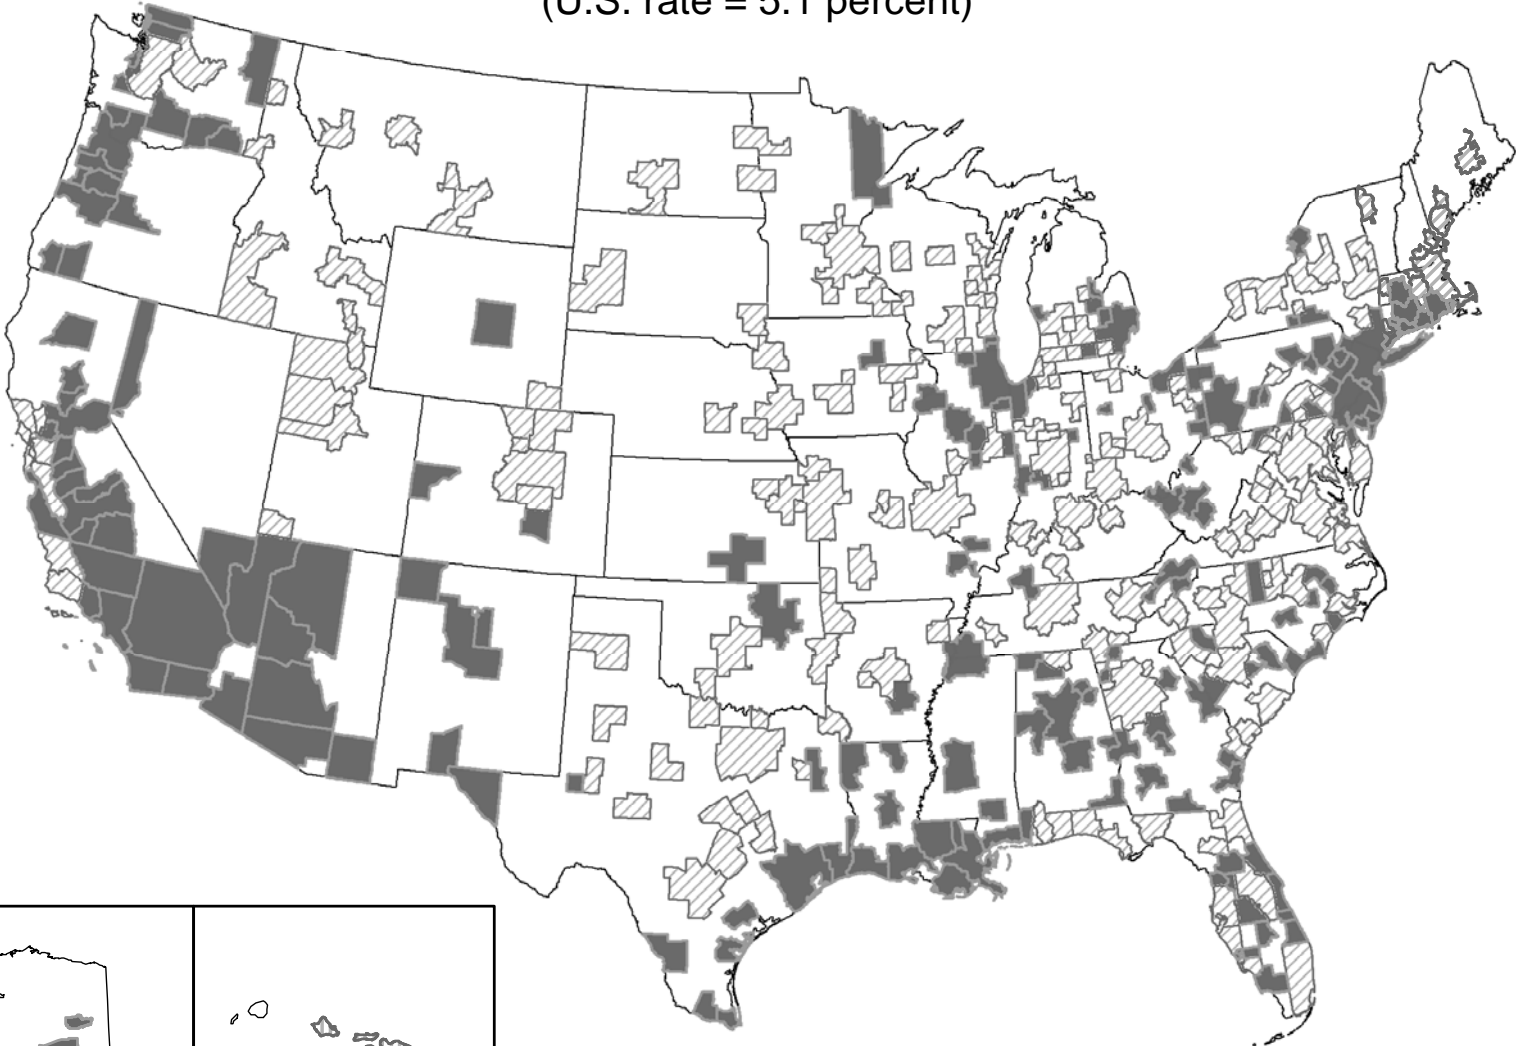 (U.S. rate = 5.1 percent)